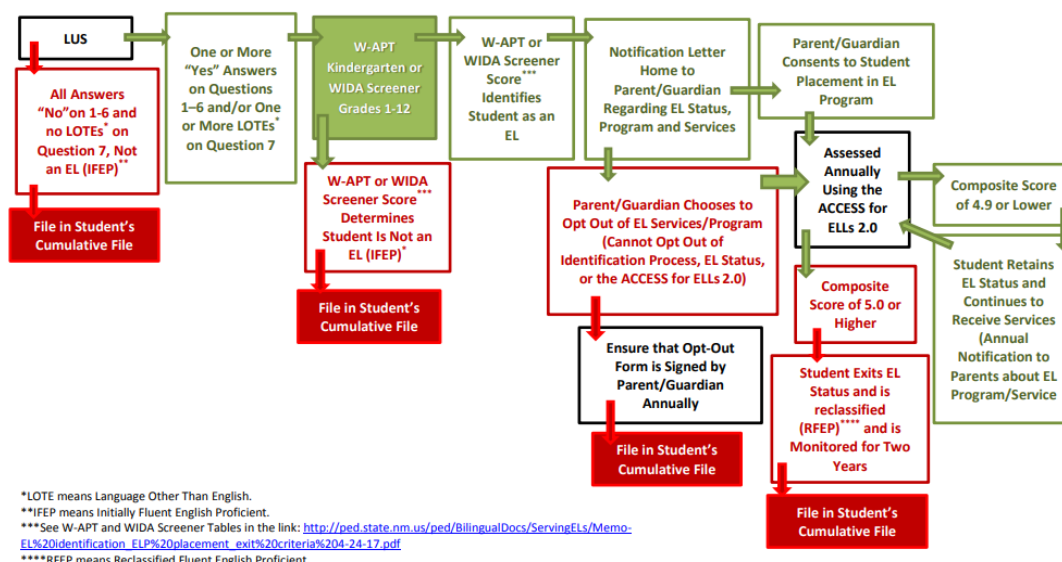 LUS
One or More
“Yes” Answers
on Questions
1–6 and/or One
or More LOTEs*
on Question 7
W-APT
Kindergarten or
WIDA Screener
Grades 1-12
W-APT or
WIDA Screener
Score***
Identifies
Student as an
EL
Notification Letter
Home to
Parent/Guardian
Regarding EL Status,
Program and Services
Parent/Guardian
Consents to Student
Placement in EL
Program
All Answers
“No”on 1-6 and
no LOTEs* on
Question 7, Not
an EL (IFEP)**
File in Student’s
Cumulative File
W-APT or WIDA
Screener Score***
Determines
Student Is Not an
EL (IFEP)*
File in Student’s
Cumulative File
Parent/Guardian Chooses to
Opt Out of EL Services/Program
(Cannot Opt Out of
Identification Process, EL Status,
or the ACCESS for ELLs 2.0)
Assessed
Annually
Using the
ACCESS for
ELLs 2.0
Composite Score
of 4.9 or Lower
Student Retains
EL Status and
Continues to
Receive Services
(Annual
Notification to
Parents about EL
Program/Service
Composite
Score of 5.0 or
Higher
Ensure that Opt-Out
Form is Signed by
Parent/Guardian
Annually
File in Student’s
Cumulative File
Student Exits EL
Status and is
reclassified
(RFEP)**** and is
Monitored for Two
Years
File in Student’s
Cumulative File
*LOTE means Language Other Than English.
**IFEP means Initially Fluent English Proficient.
***See W-APT and WIDA Screener Tables in the link: http://ped.state.nm.us/ped/BilingualDocs/ServingELs/Memo-
EL%20identification_ELP%20placement_exit%20criteria%204-24-17.pdf
****RFEP means Reclassified Fluent English Proficient